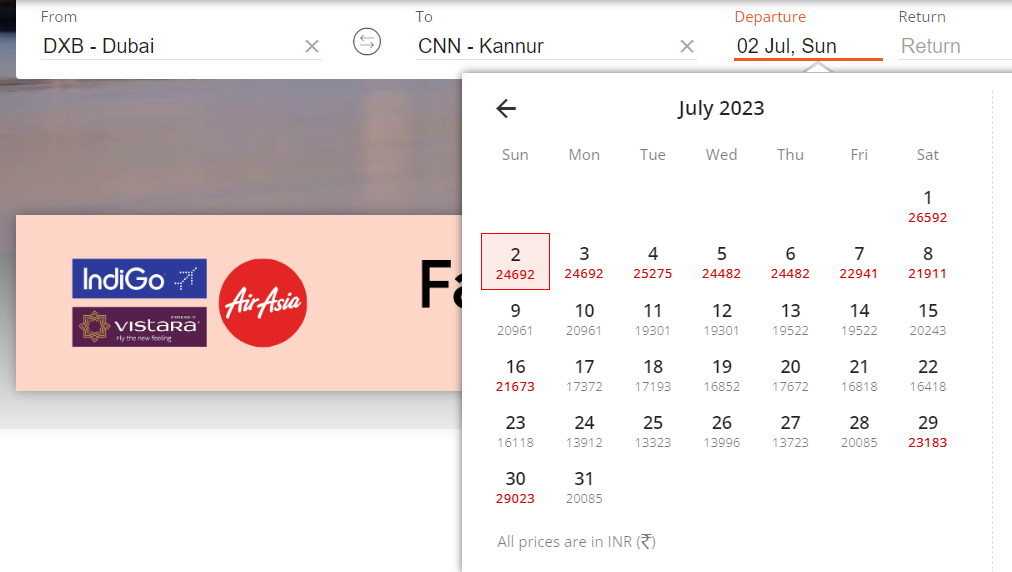 From
To
Departure
Return
DXB - Dubai
CNN - Kannur
02 Jul, Sun
Return
July 2023
Sun Mon Tue Wed Thu Fri Sat
1
26592
2 3 4 5 6 7 8
24692 24692 25275 24482 24482 22941 21911
9 10 11 12 13 14 15
20961 20961 19301 19301 19522 19522 20243
16 17 18 19 20 21 22
21673 17372 17193 16852 17672 16818 16418
23 24 25 26 27 28 29
16118 13912 13323 13996 13723 20085 23183
30 31
29023 20085
All prices are in INR (₹)
IndiGo
vistara
fly the new feeling
AirAsia
Fa